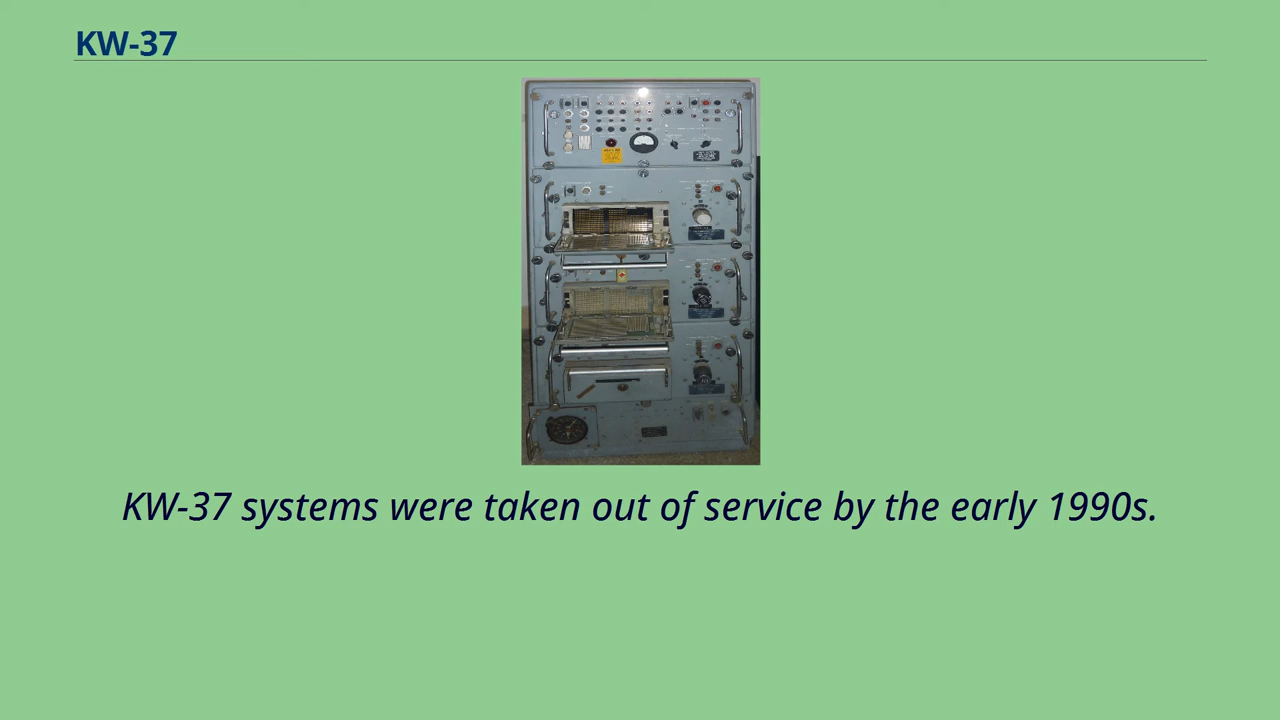 KW-37
KW-37 systems were taken out of service by the early 1990s.